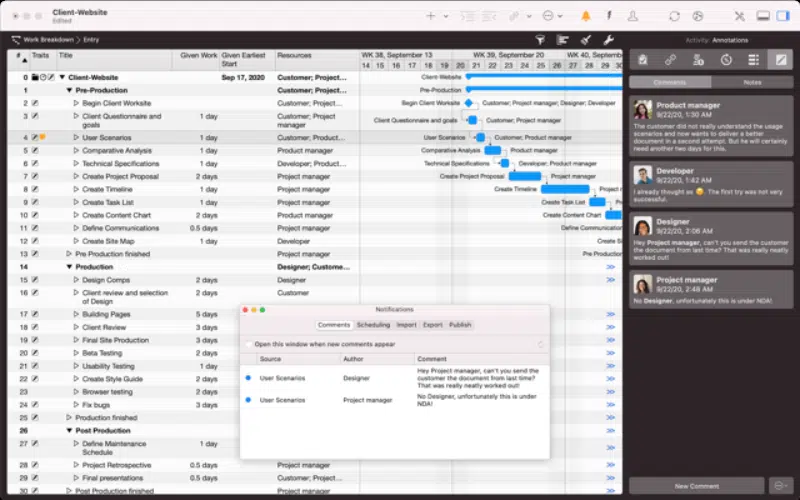 Client-Website
Edited
Work Breakdown > Entry
Activity: Annotations
# Traits Title Given Work Given Earliest Start Resources
WK 38, September 13 WK 39, September 20 WK 40, September
14 15 16 17 18 19 20 21 22 23 24 25 26 27 28 29 30
0 Client-Website Sep 17, 2020 Customer; Project...
1 Pre-Production Customer; Project...
2 Begin Client Worksite Customer; Project...
3 Client Questionnaire and goals 1 day Customer; Project manager
4 User Scenarios 1 day Customer; Product...
5 Comparative Analysis 1 day Product manager
6 Technical Specifications 1 day Developer; Product...
7 Create Project Proposal 2 days Project manager
8 Create Timeline 1 day Project manager
9 Create Task List 1 day Project manager
10 Create Content Chart 2 days Product manager
11 Define Communications 0.5 day Project manager
12 Create Site Map 1 day Developer
13 Pre Production finished Project manager
14 Production Designer; Custome...
15 Design Comps 2 days Designer
16 Client review and selection of Design 2 days Customer
17 Building Pages 5 days
18 Client Review 3 days
19 Final Site Production 3 days
20 Beta Testing 2 days
21 Usability Testing 1 day
22 Create Style Guide 2 days
23 Browser testing 2 days
24 Fix bugs 3 days
25 Production finished
26 Post Production
27 Define Maintenance Schedule 1 day
28 Project Retrospective 0.5 days Project manager
29 Final presentations 0.5 days Customer; Project...
30 Post Production finished Project manager
Client-Website
Pre-Production
Begin Client Worksite Customer; Project manager; Designer; Developer
Client Questionnaire and goals Customer; Project manager
User Scenarios Customer; Product manager
Comparative Analysis Product manager
Technical Specifications Developer; Product manager
Create Project Proposal Project manager
Create Timeline Project m
Create Task List Pro
Create Content Chart
Define Communications
Create S
Pre Production
Comments Notes
Product manager
9/22/20, 1:30 AM
The customer did not really understand the usage
scenarios and now wants to deliver a better
document in a second attempt. But he will certainly
need another two days for this.
Developer
9/22/20, 1:42 AM
I already thought so 😏. The first try was not very
successful.
Designer
9/22/20, 2:06 AM
Hey Project manager, can't you send the customer
the document from last time? That was really neatly
worked out!
Project manager
9/22/20, 2:48 AM
No Designer, unfortunately this is under NDA!
New Comment
Notifications
Comments Scheduling Import Export Publish
Open this window when new comments appear
Source Author Comment
User Scenarios Designer Hey Project manager, can't you send the
customer the document from last time?
That was really neatly worked out!
User Scenarios Project manager No Designer, unfortunately this is under
NDA!